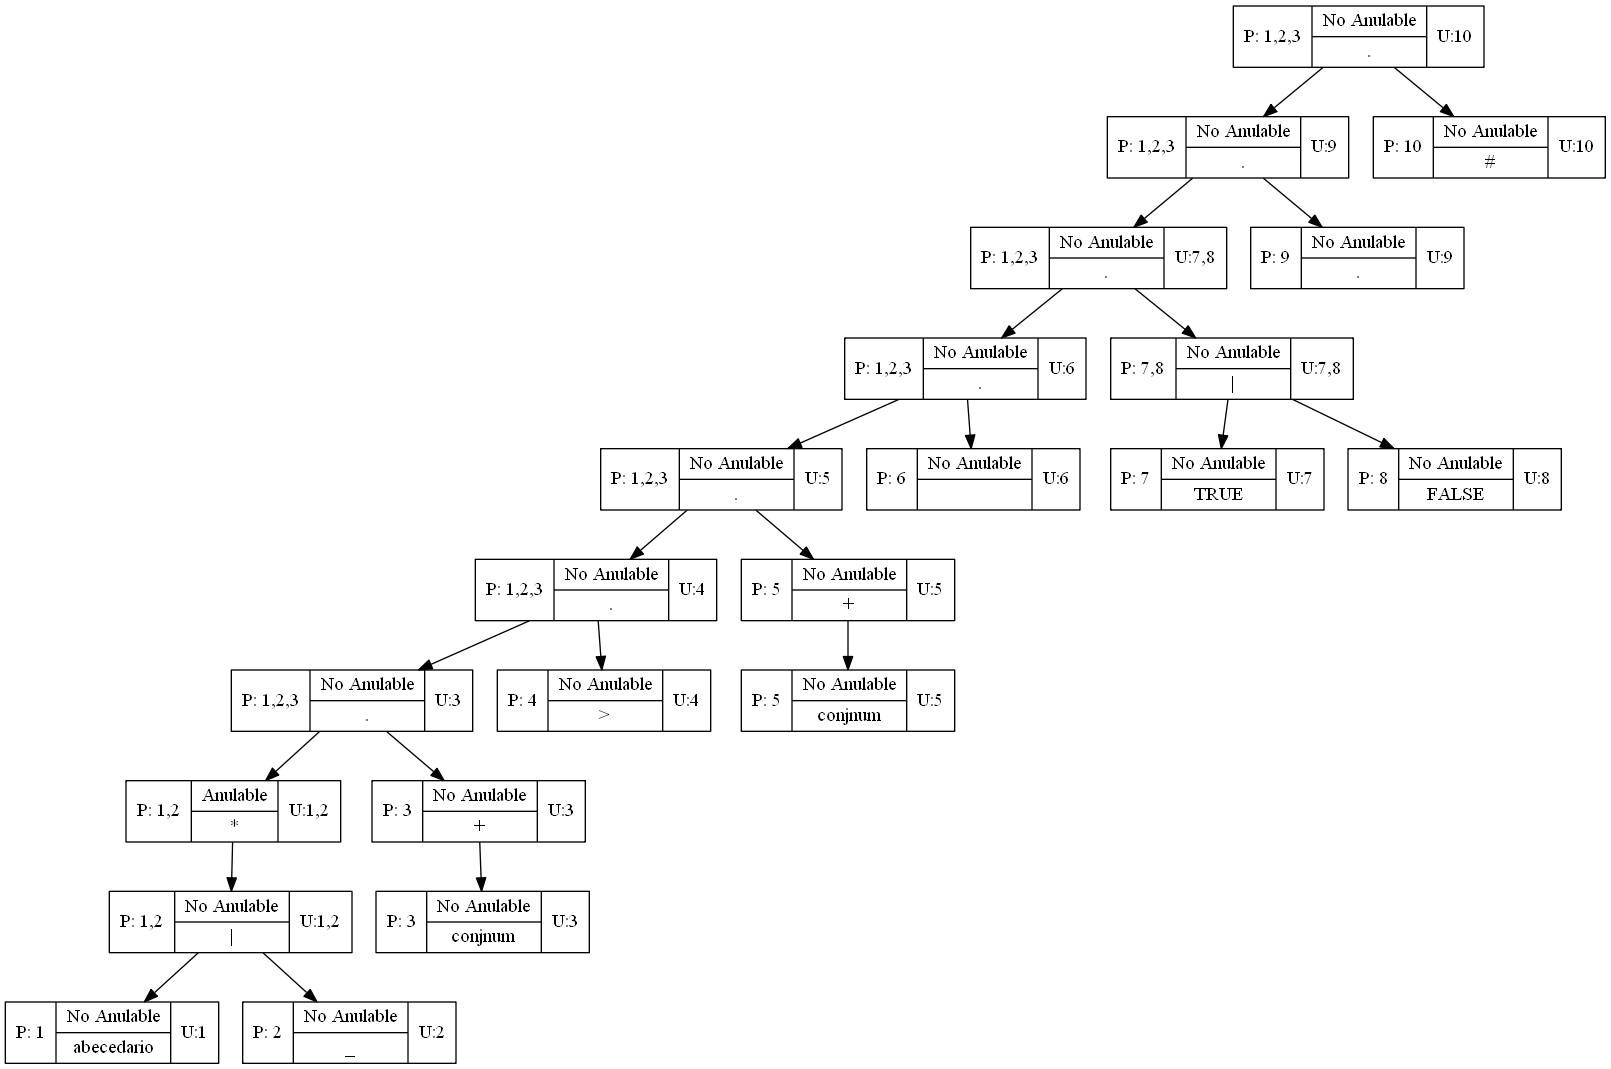 P: 1,2,3 No Anulable . U:10
P: 1,2,3 No Anulable . U:9
P: 10 No Anulable # U:10
P: 1,2,3 No Anulable . U:7,8
P: 9 No Anulable . U:9
P: 1,2,3 No Anulable . U:6
P: 7,8 No Anulable | U:7,8
P: 1,2,3 No Anulable . U:5
P: 6 No Anulable U:6
P: 7 No Anulable TRUE U:7
P: 8 No Anulable FALSE U:8
P: 1,2,3 No Anulable . U:4
P: 5 No Anulable + U:5
P: 1,2,3 No Anulable . U:3
P: 4 No Anulable > U:4
P: 5 No Anulable conjnum U:5
P: 1,2 Anulable * U:1,2
P: 3 No Anulable + U:3
P: 1,2 No Anulable | U:1,2
P: 3 No Anulable conjnum U:3
P: 1 No Anulable abecedario U:1
P: 2 No Anulable _ U:2